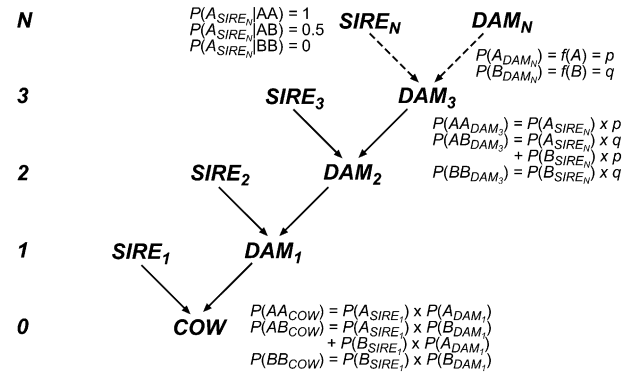 N
P(A_SIRE_N|AA) = 1
P(A_SIRE_N|AB) = 0.5
P(A_SIRE_N|BB) = 0
SIRE_N
DAM_N
P(A_DAM_N) = f(A) = p
P(B_DAM_N) = f(B) = q
3
SIRE_3
DAM_3
P(AA_DAM_3) = P(A_SIRE_N) x p
P(AB_DAM_3) = P(A_SIRE_N) x q
+ P(B_SIRE_N) x p
P(BB_DAM_3) = P(B_SIRE_N) x q
2
SIRE_2
DAM_2
1
SIRE_1
DAM_1
0
COW
P(AA_COW) = P(A_SIRE_1) x P(A_DAM_1)
P(AB_COW) = P(A_SIRE_1) x P(B_DAM_1)
+ P(B_SIRE_1) x P(A_DAM_1)
P(BB_COW) = P(B_SIRE_1) x P(B_DAM_1)